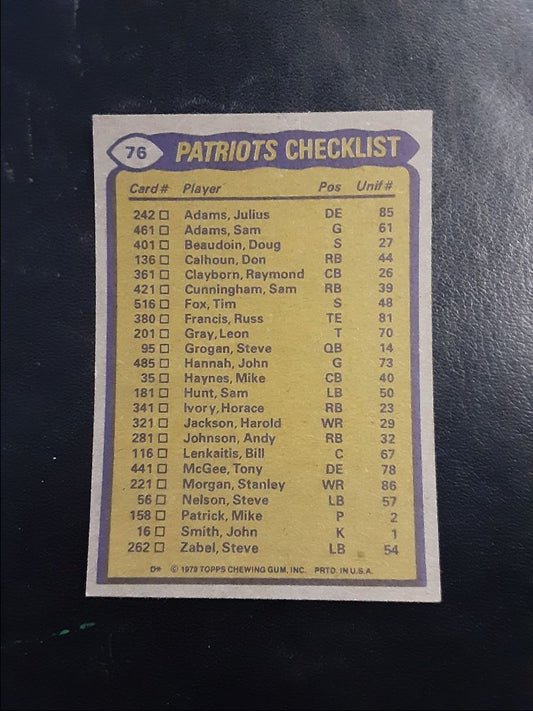 76 PATRIOTS CHECKLIST
Card # Player Pos Unif #
242 Adams, Julius DE 85
461 Adams, Sam G 61
401 Beaudoin, Doug S 27
136 Calhoun, Don RB 44
361 Clayborn, Raymond CB 26
421 Cunningham, Sam RB 39
516 Fox, Tim S 48
380 Francis, Russ TE 81
201 Gray, Leon T 70
95 Grogan, Steve QB 14
485 Hannah, John G 73
35 Haynes, Mike CB 40
181 Hunt, Sam LB 50
341 Ivory, Horace RB 23
321 Jackson, Harold WR 29
281 Johnson, Andy RB 32
116 Lenkaitis, Bill C 67
441 McGee, Tony DE 78
221 Morgan, Stanley WR 86
56 Nelson, Steve LB 57
158 Patrick, Mike P 2
16 Smith, John K 1
262 Zabel, Steve LB 54
D* © 1979 TOPPS CHEWING GUM, INC. PRTD. IN U.S.A.